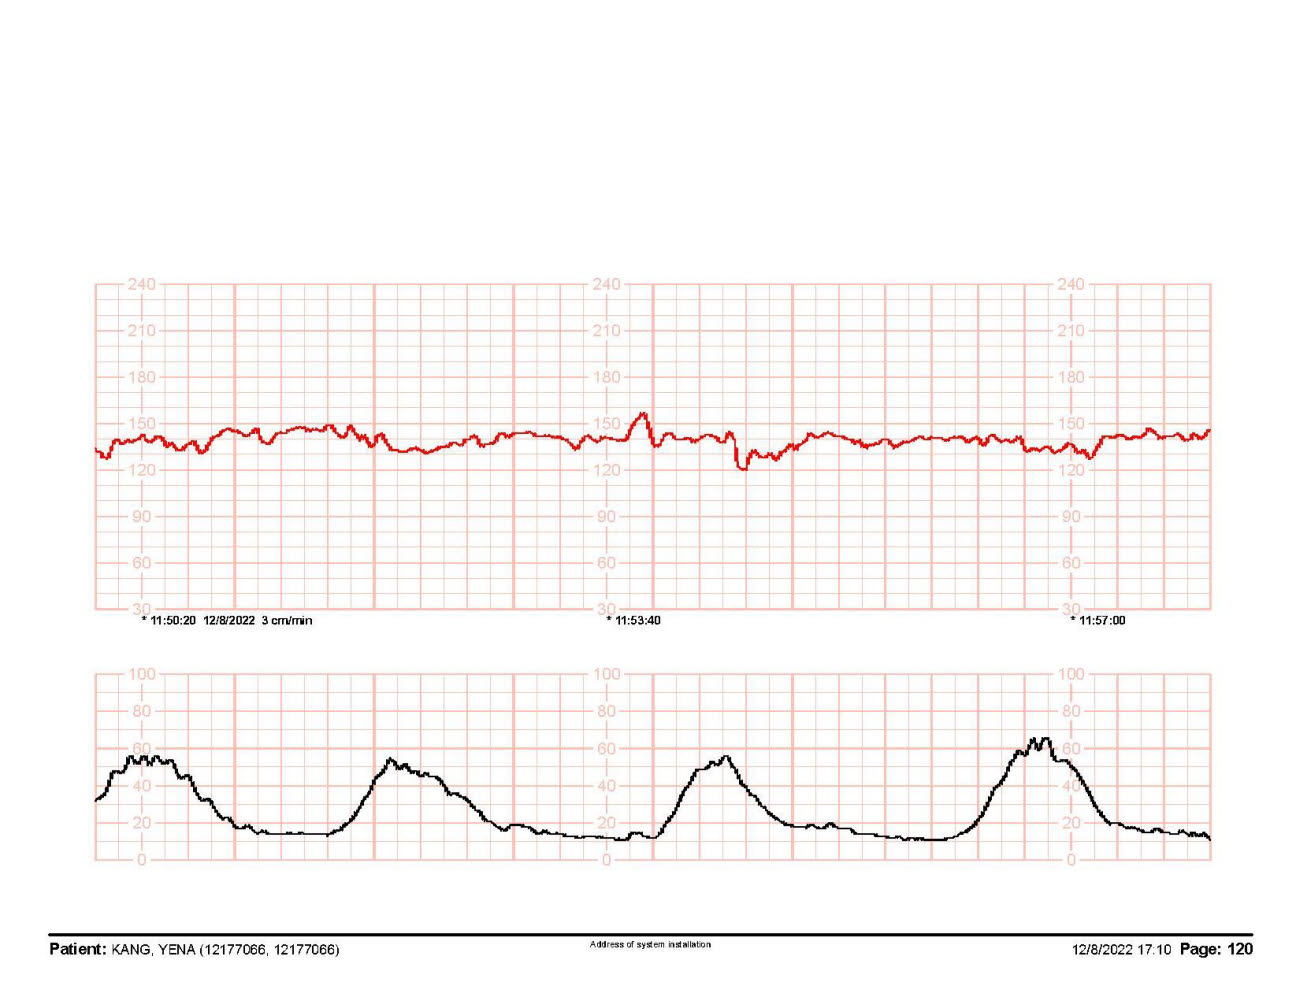 240 240 240
210 210 210
180 180 180
150 150 150
120 120 120
90 90 90
60 60 60
30 30 30
* 11:50:20 12/8/2022 3 cm/min * 11:53:40 * 11:57:00
100 100 100
80 80 80
60 60 60
40 40 40
20 20 20
0 0 0
Patient: KANG, YENA (12177066, 12177066) Address of system installation 12/8/2022 17:10 Page: 120